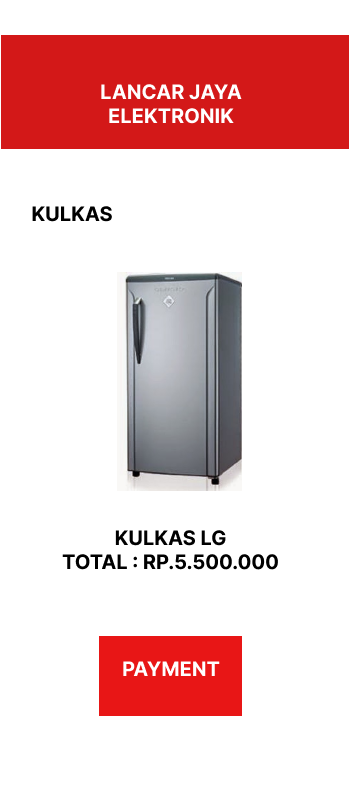 LANCAR JAYA
ELEKTRONIK
KULKAS
KULKAS LG
TOTAL : RP.5.500.000
PAYMENT